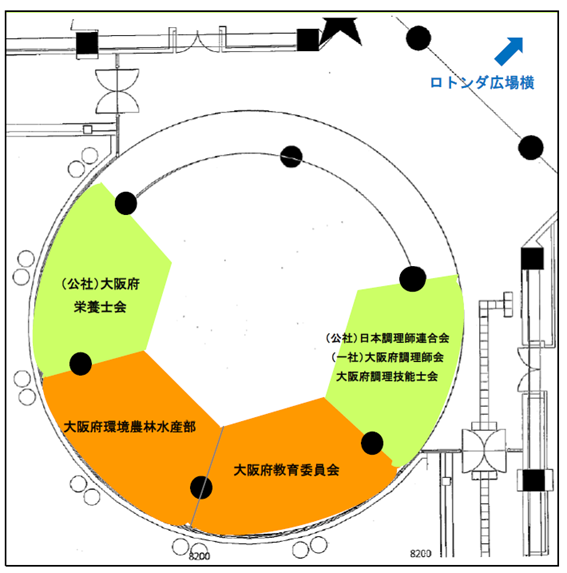 ロトンダ広場横
（公社）大阪府
栄養士会
（公社）日本調理師連合会
（一社）大阪府調理師会
大阪府調理技能士会
大阪府環境農林水産部
大阪府教育委員会
8200
8200